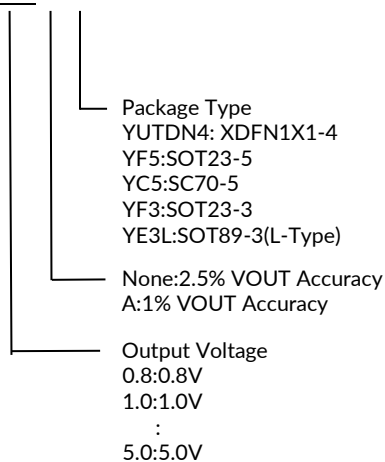 Package Type
YUTDN4: XDFN1X1-4
YF5:SOT23-5
YC5:SC70-5
YF3:SOT23-3
YE3L:SOT89-3(L-Type)
None:2.5% VOUT Accuracy
A:1% VOUT Accuracy
Output Voltage
0.8:0.8V
1.0:1.0V
:
5.0:5.0V